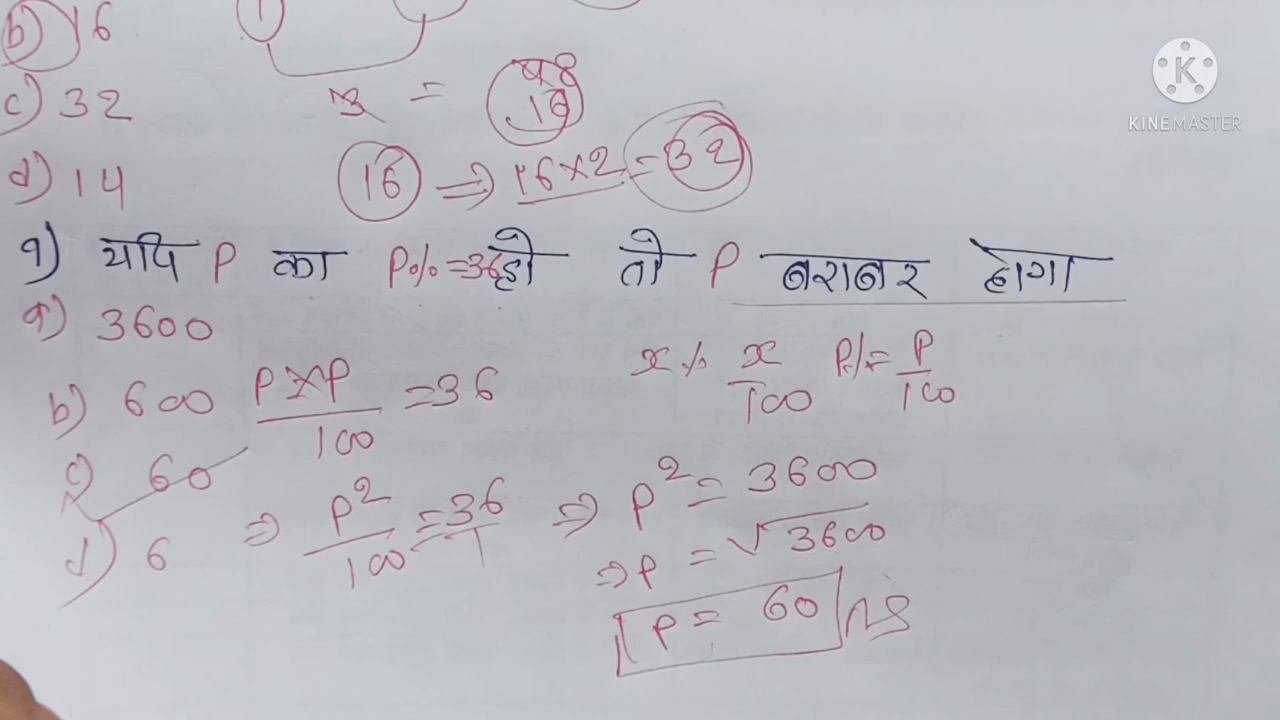 b) 16
c) 32
x =
16
d) 14
16 ⇒ 16×2 = 32
KINEMASTER
9) यदि P का P%=36 हो तो P बराबर होगा
a) 3600
x% x/100 P%= P/100
b) 600 P×P/100 =36
c) 60
⇒ P²/100 = 36/1 ⇒ P² = 3600
d) 6
⇒ P = √3600
P = 60 Ans